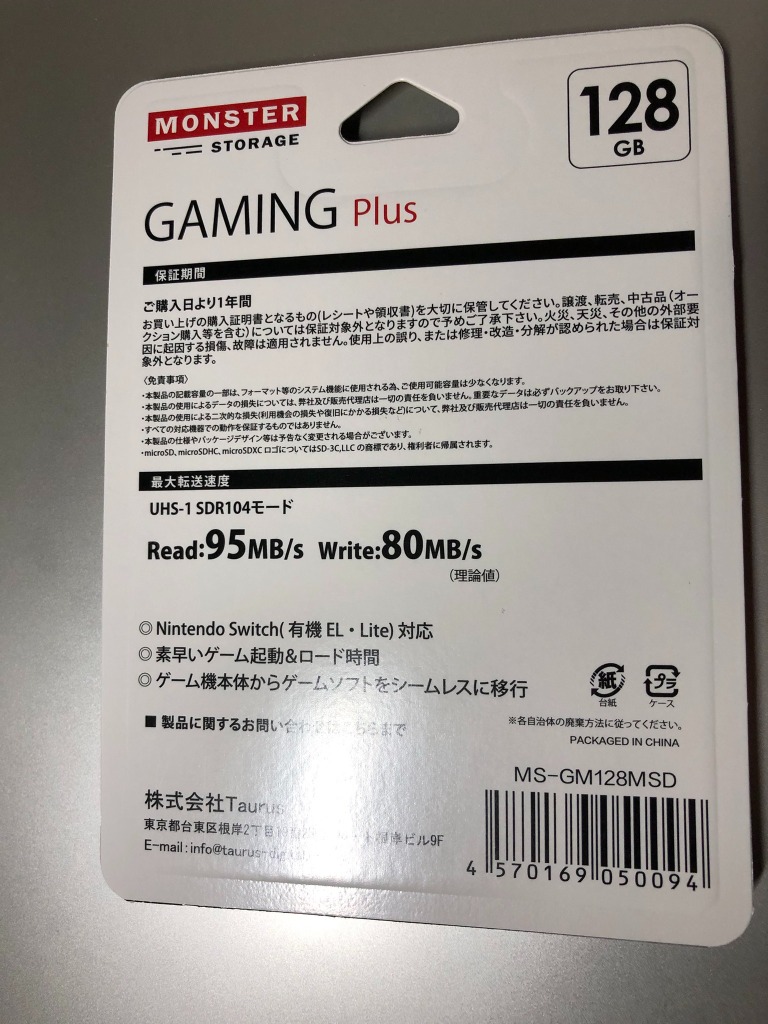 MONSTER
STORAGE
128
GB
GAMING Plus
保証期間
ご購入日より1年間
お買い上げの購入証明書となるもの(レシートや領収書)を大切に保管してください。譲渡、転売、中古品(オー
クション購入等を含む)については保証対象外となりますので予めご了承下さい。火災、天災、その他の外部要
因に起因する損傷、故障は適用されません。使用上の誤り、または修理・改造・分解が認められた場合は保証対
象外となります。
〈免責事項〉
・本製品の記載容量の一部は、フォーマット等のシステム機能に使用される為、ご使用可能容量は少なくなります。
・本製品の使用によるデータの損失については、弊社及び販売代理店は一切の責任を負いません。重要なデータは必ずバックアップをお取り下さい。
・本製品の使用による二次的な損失(利用機会の損失や復旧にかかる損失など)について、弊社及び販売代理店は一切の責任を負いません。
・すべての対応機器での動作を保証するものではありません。
・本製品の仕様やパッケージデザイン等は予告なく変更される場合がございます。
・microSD、microSDHC、microSDXC ロゴについてはSD-3C,LLC の商標であり、権利者に帰属されます。
最大転送速度
UHS-1 SDR104モード
Read:95MB/s Write:80MB/s
(理論値)
◎ Nintendo Switch( 有機 EL・Lite) 対応
◎ 素早いゲーム起動&ロード時間
◎ ゲーム機本体からゲームソフトをシームレスに移行
紙
台紙
プラ
ケース
■ 製品に関するお問い合わせはこちらまで
※各自治体の廃棄方法に従ってください。
PACKAGED IN CHINA
MS-GM128MSD
株式会社Taurus
東京都台東区根岸2丁目 ビル9F
E-mail:info@taurus-dig
4 570169 050094